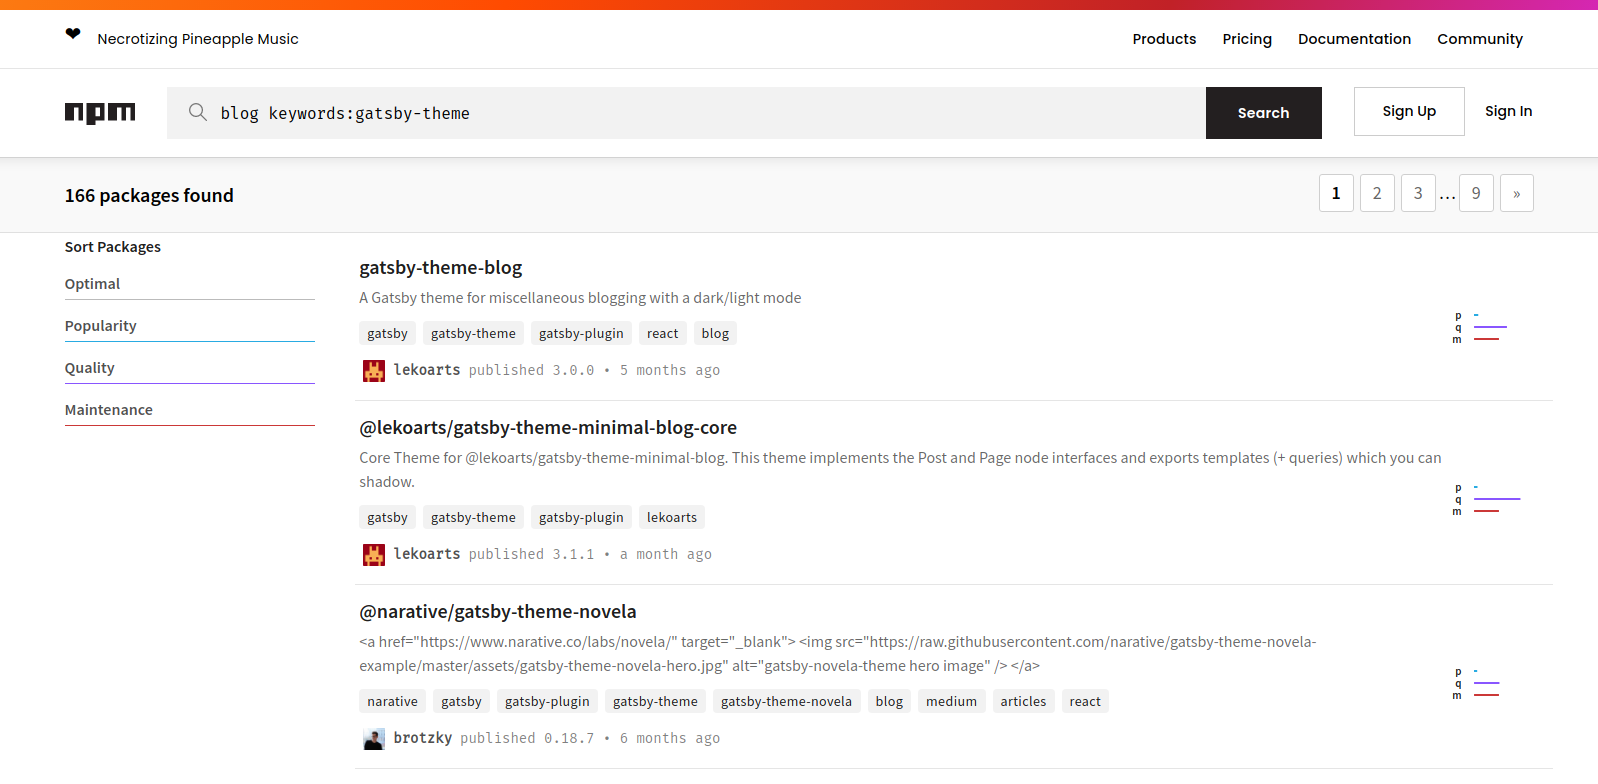 ❤ Necrotizing Pineapple Music
Products Pricing Documentation Community
npm
blog keywords:gatsby-theme
Search
Sign Up
Sign In
166 packages found
1 2 3 ... 9 »
Sort Packages
Optimal
Popularity
Quality
Maintenance
gatsby-theme-blog
A Gatsby theme for miscellaneous blogging with a dark/light mode
gatsby gatsby-theme gatsby-plugin react blog
lekoarts published 3.0.0 • 5 months ago
p
q
m
@lekoarts/gatsby-theme-minimal-blog-core
Core Theme for @lekoarts/gatsby-theme-minimal-blog. This theme implements the Post and Page node interfaces and exports templates (+ queries) which you can
shadow.
gatsby gatsby-theme gatsby-plugin lekoarts
lekoarts published 3.1.1 • a month ago
p
q
m
@narative/gatsby-theme-novela
<a href="https://www.narative.co/labs/novela/" target="_blank"> <img src="https://raw.githubusercontent.com/narative/gatsby-theme-novela-
example/master/assets/gatsby-theme-novela-hero.jpg" alt="gatsby-novela-theme hero image" /> </a>
narative gatsby gatsby-plugin gatsby-theme gatsby-theme-novela blog medium articles react
brotzky published 0.18.7 • 6 months ago
p
q
m